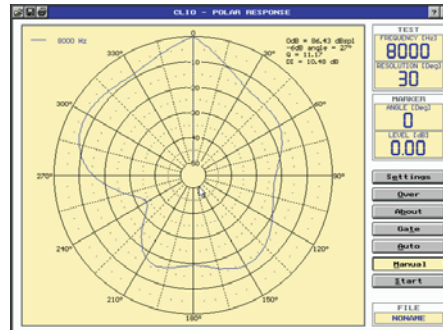 CLIO - POLAR RESPONSE
?
8000 Hz
0dB = 86.43 dBspl
-6dB angle = 27°
Q = 11.17
DI = 10.48 dB
0
30°
60°
90°
120°
150°
180°
210°
240°
270°
300°
330°
TEST
FREQUENCY [Hz]
8000
RESOLUTION [Deg]
30
MARKER
ANGLE [Deg]
0
LEVEL [dB]
0.00
Settings
Over
About
Gate
Auto
Manual
Start
FILE
NONAME